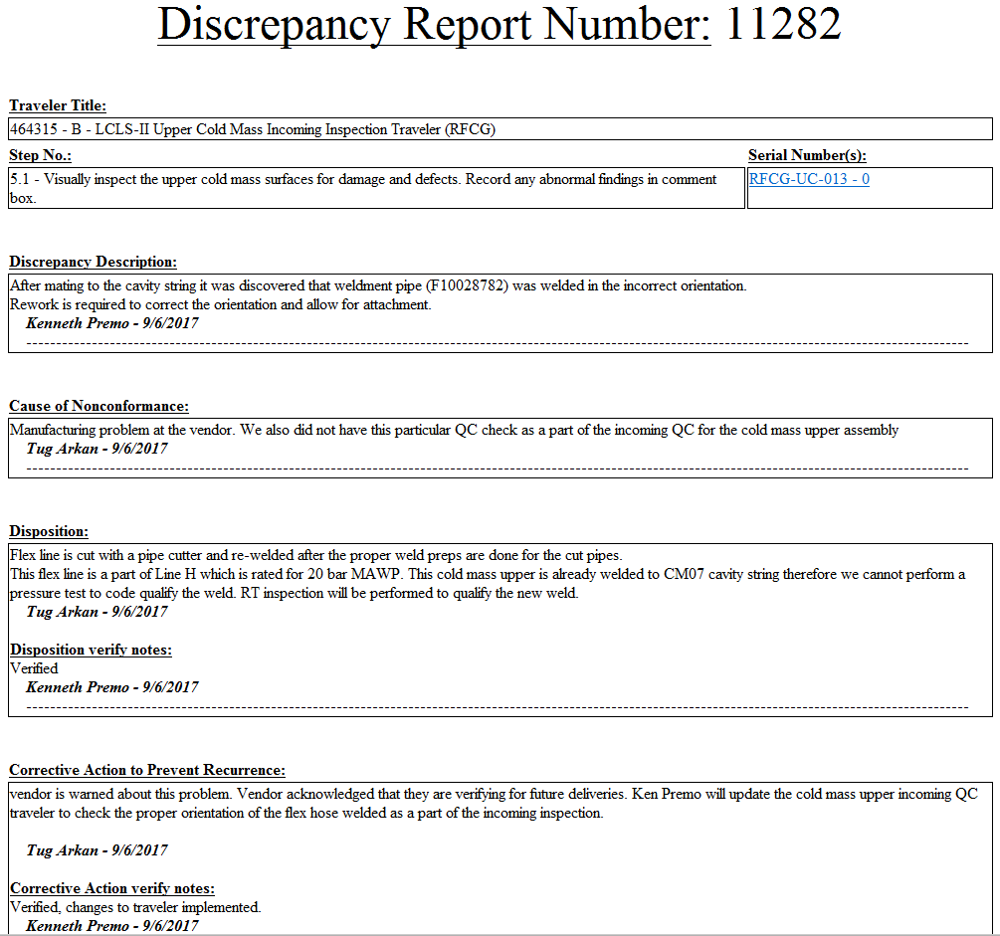 Discrepancy Report Number: 11282
Traveler Title:
464315 - B - LCLS-II Upper Cold Mass Incoming Inspection Traveler (RFCG)
Step No.:
Serial Number(s):
5.1 - Visually inspect the upper cold mass surfaces for damage and defects. Record any abnormal findings in comment
box.
RFCG-UC-013 - 0
Discrepancy Description:
After mating to the cavity string it was discovered that weldment pipe (F10028782) was welded in the incorrect orientation.
Rework is required to correct the orientation and allow for attachment.
Kenneth Premo - 9/6/2017
Cause of Nonconformance:
Manufacturing problem at the vendor. We also did not have this particular QC check as a part of the incoming QC for the cold mass upper assembly
Tug Arkan - 9/6/2017
Disposition:
Flex line is cut with a pipe cutter and re-welded after the proper weld preps are done for the cut pipes.
This flex line is a part of Line H which is rated for 20 bar MAWP. This cold mass upper is already welded to CM07 cavity string therefore we cannot perform a
pressure test to code qualify the weld. RT inspection will be performed to qualify the new weld.
Tug Arkan - 9/6/2017
Disposition verify notes:
Verified
Kenneth Premo - 9/6/2017
Corrective Action to Prevent Recurrence:
vendor is warned about this problem. Vendor acknowledged that they are verifying for future deliveries. Ken Premo will update the cold mass upper incoming QC
traveler to check the proper orientation of the flex hose welded as a part of the incoming inspection.
Tug Arkan - 9/6/2017
Corrective Action verify notes:
Verified, changes to traveler implemented.
Kenneth Premo - 9/6/2017